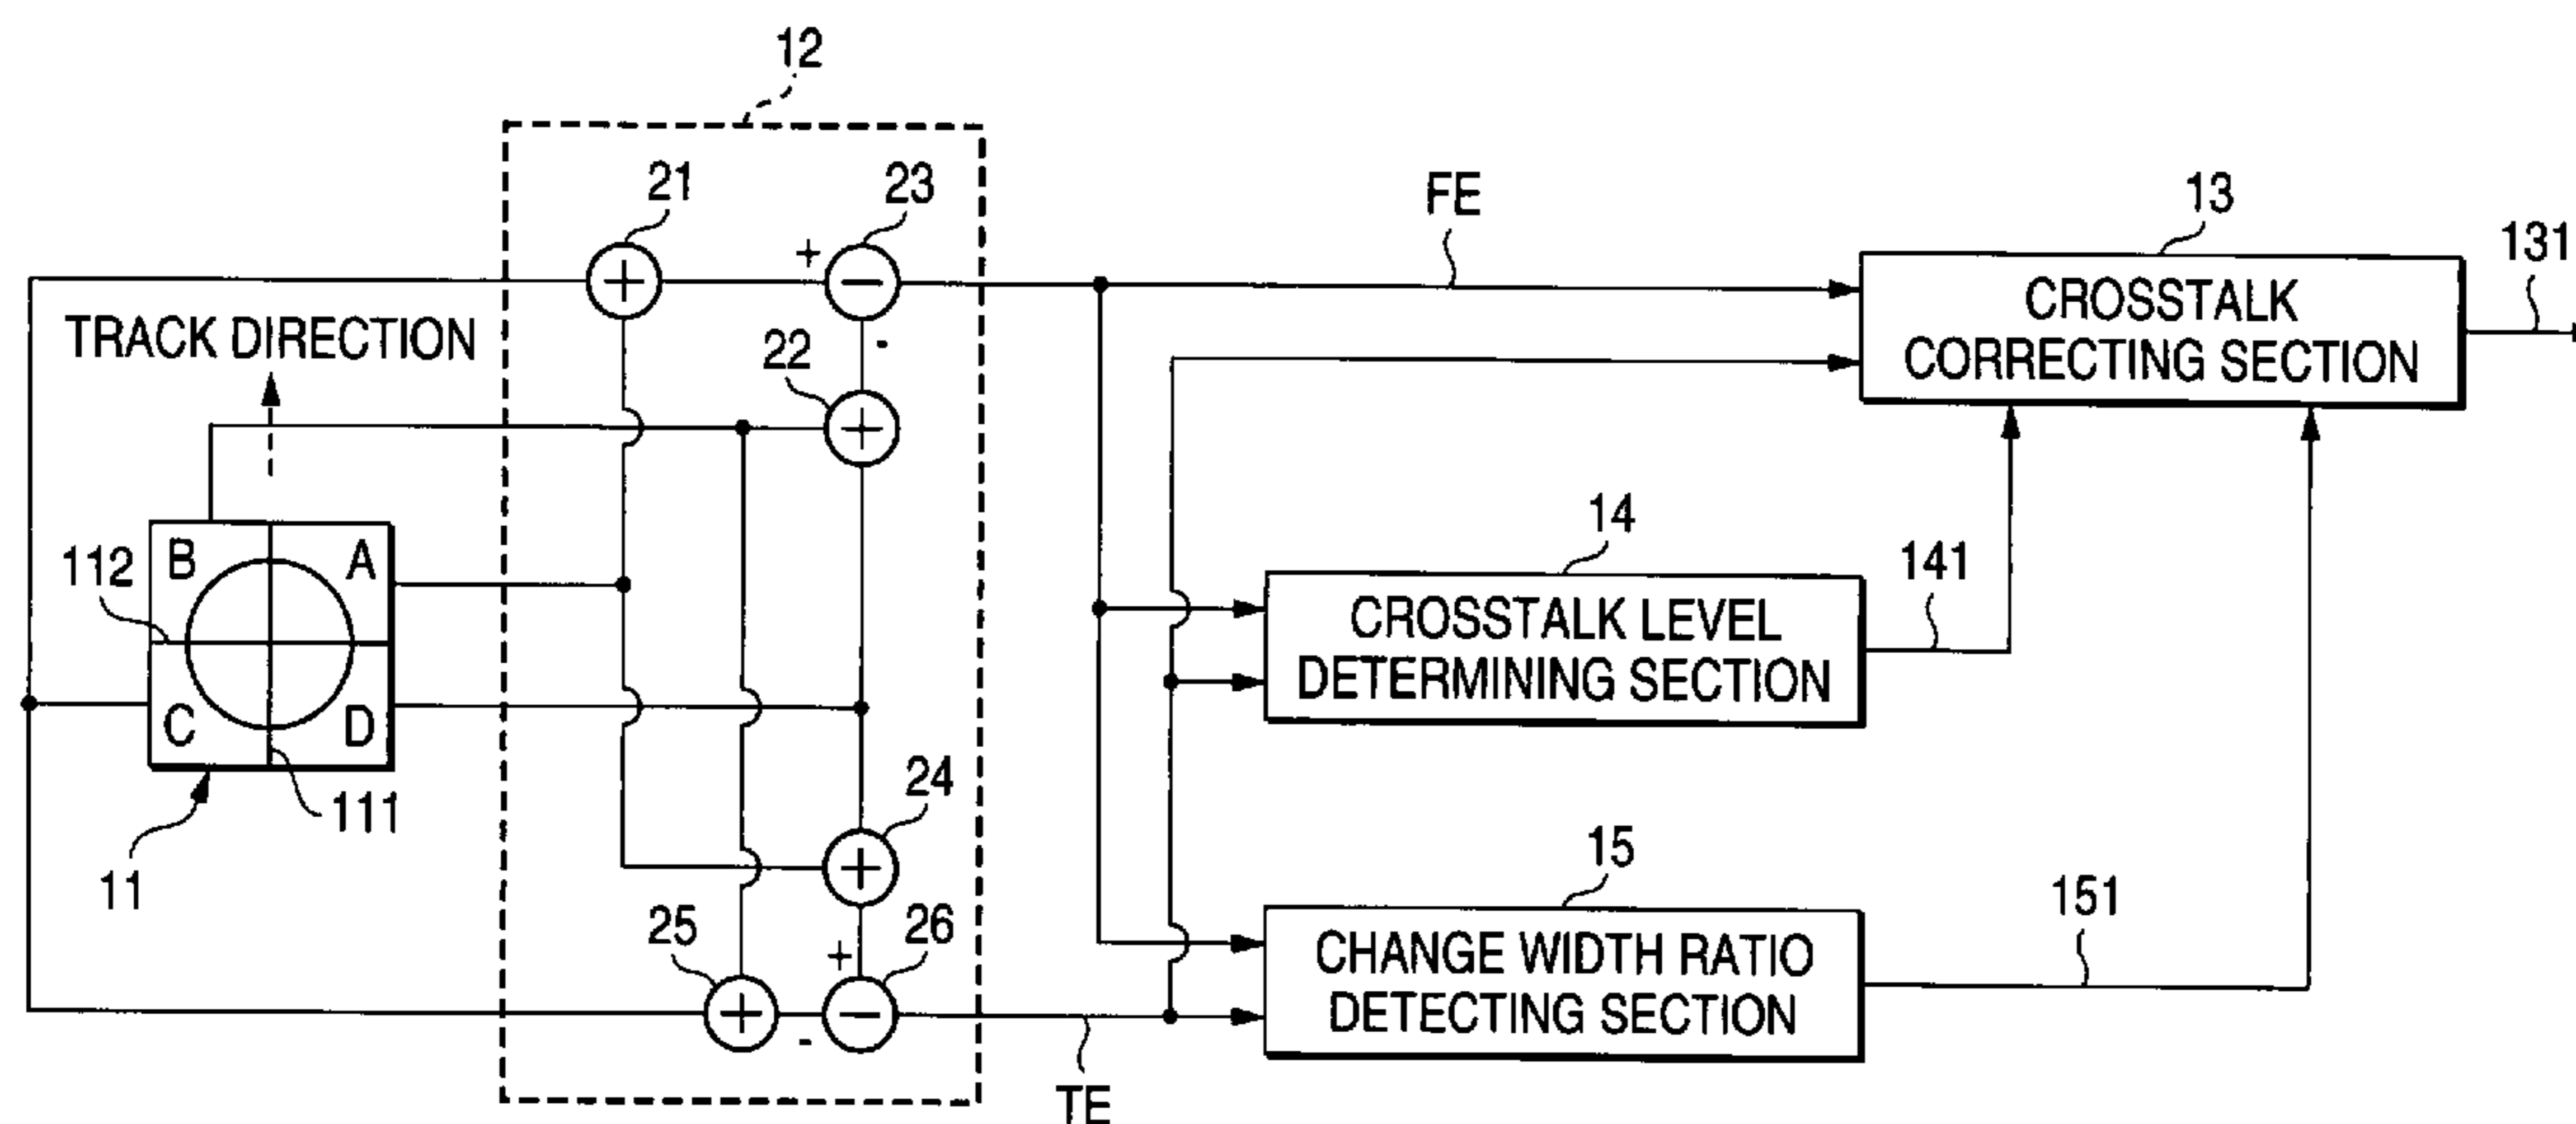 12
21
23
+
FE
13
131
+
-
CROSSTALK
CORRECTING SECTION
TRACK DIRECTION
22
-
+
14
141
B
A
112
CROSSTALK LEVEL
DETERMINING SECTION
C
D
111
11
24
+
15
151
25
+
26
CHANGE WIDTH RATIO
DETECTING SECTION
+
-
-
TE